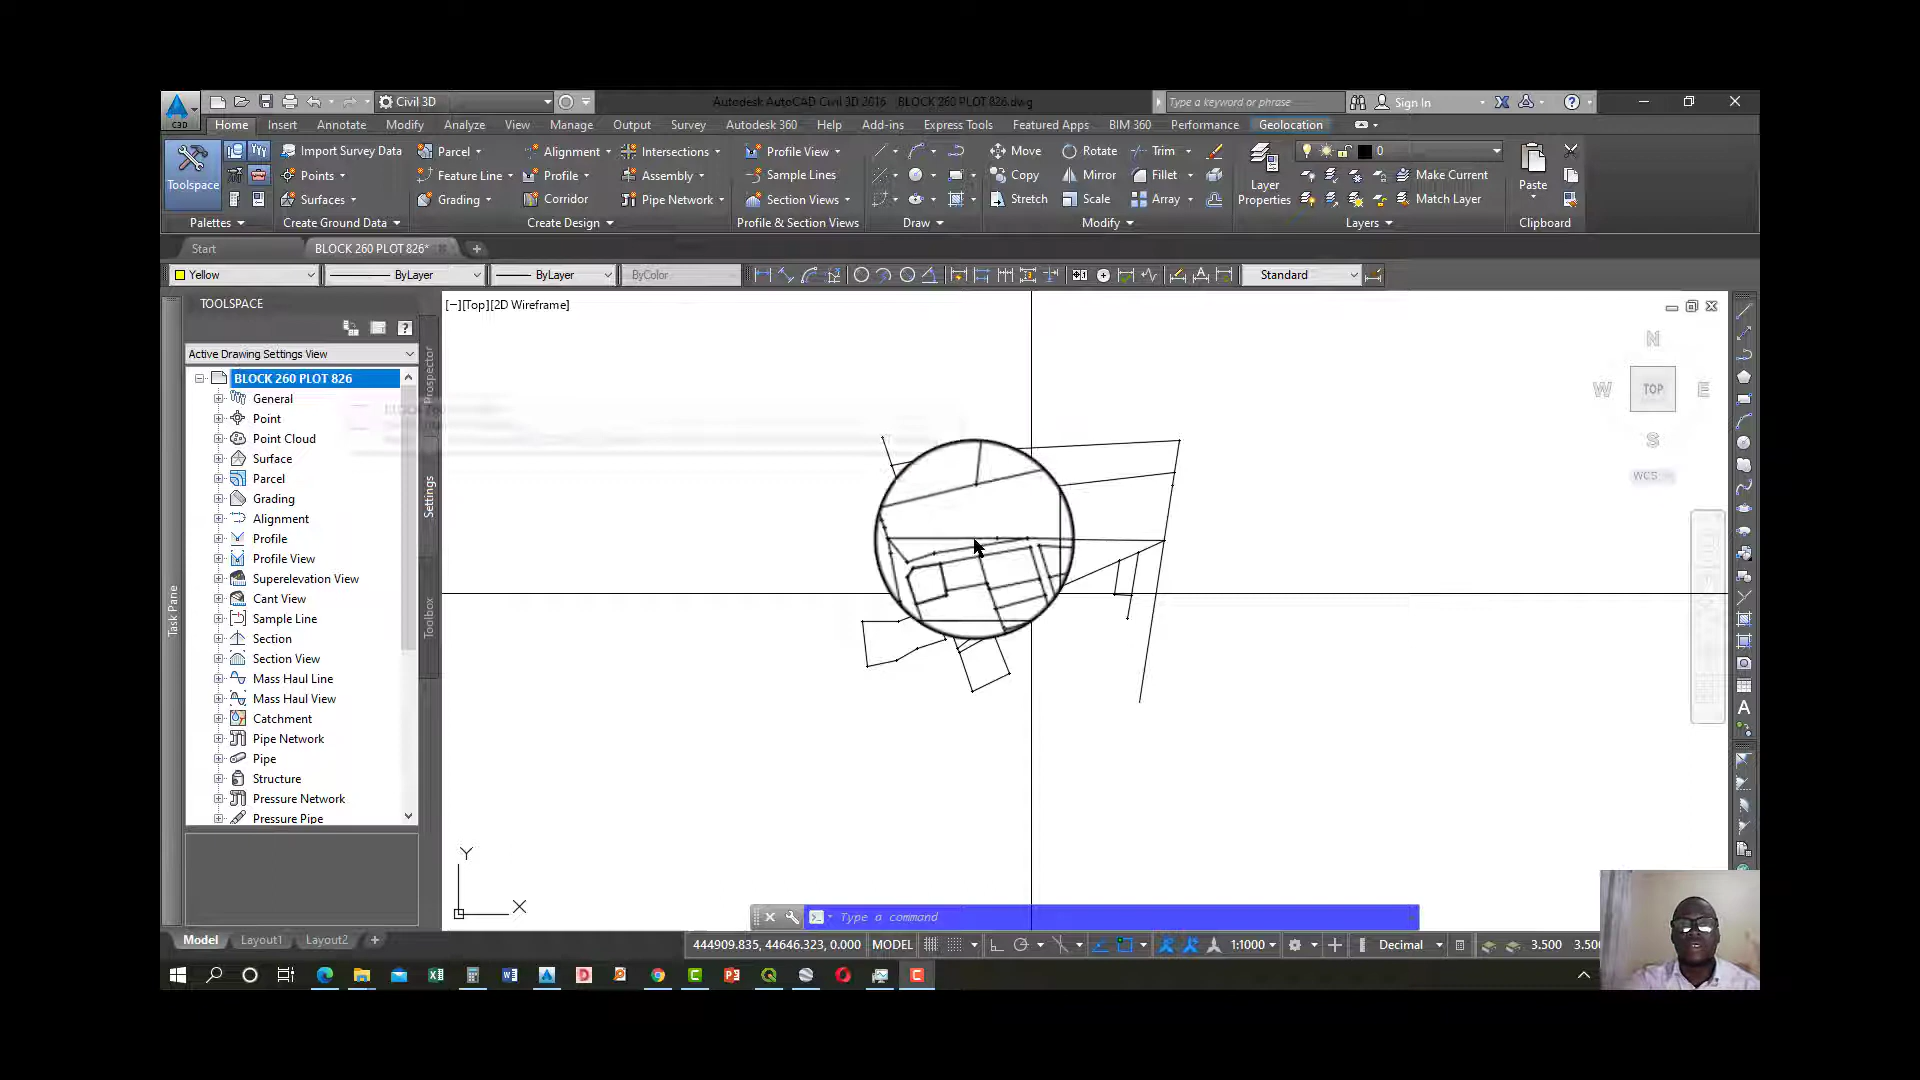 Civil 3D
Autodesk AutoCAD Civil 3D 2016 BLOCK 260 PLOT 826.dwg
Type a keyword or phrase
Sign In
C3D
Home Insert Annotate Modify Analyze View Manage Output Survey Autodesk 360 Help Add-ins Express Tools Featured Apps BIM 360 Performance Geolocation
Toolspace
Import Survey Data
Points
Surfaces
Parcel
Feature Line
Grading
Alignment
Profile
Corridor
Intersections
Assembly
Pipe Network
Profile View
Sample Lines
Section Views
Move
Copy
Stretch
Rotate
Mirror
Scale
Trim
Fillet
Array
Layer Properties
0
Make Current
Match Layer
Paste
Palettes
Create Ground Data
Create Design
Profile & Section Views
Draw
Modify
Layers
Clipboard
Start
BLOCK 260 PLOT 826*
Yellow
ByLayer
ByLayer
ByColor
Standard
TOOLSPACE
Active Drawing Settings View
BLOCK 260 PLOT 826
General
Point
Point Cloud
Surface
Parcel
Grading
Alignment
Profile
Profile View
Superelevation View
Cant View
Sample Line
Section
Section View
Mass Haul Line
Mass Haul View
Catchment
Pipe Network
Pipe
Structure
Pressure Network
Pressure Pipe
Prospector
Settings
Toolbox
Task Pane
[−][Top][2D Wireframe]
N
W
TOP
E
S
WCS
Y
X
Type a command
Model
Layout1
Layout2
444909.835, 44646.323, 0.000
MODEL
1:1000
Decimal
3.500
3.50